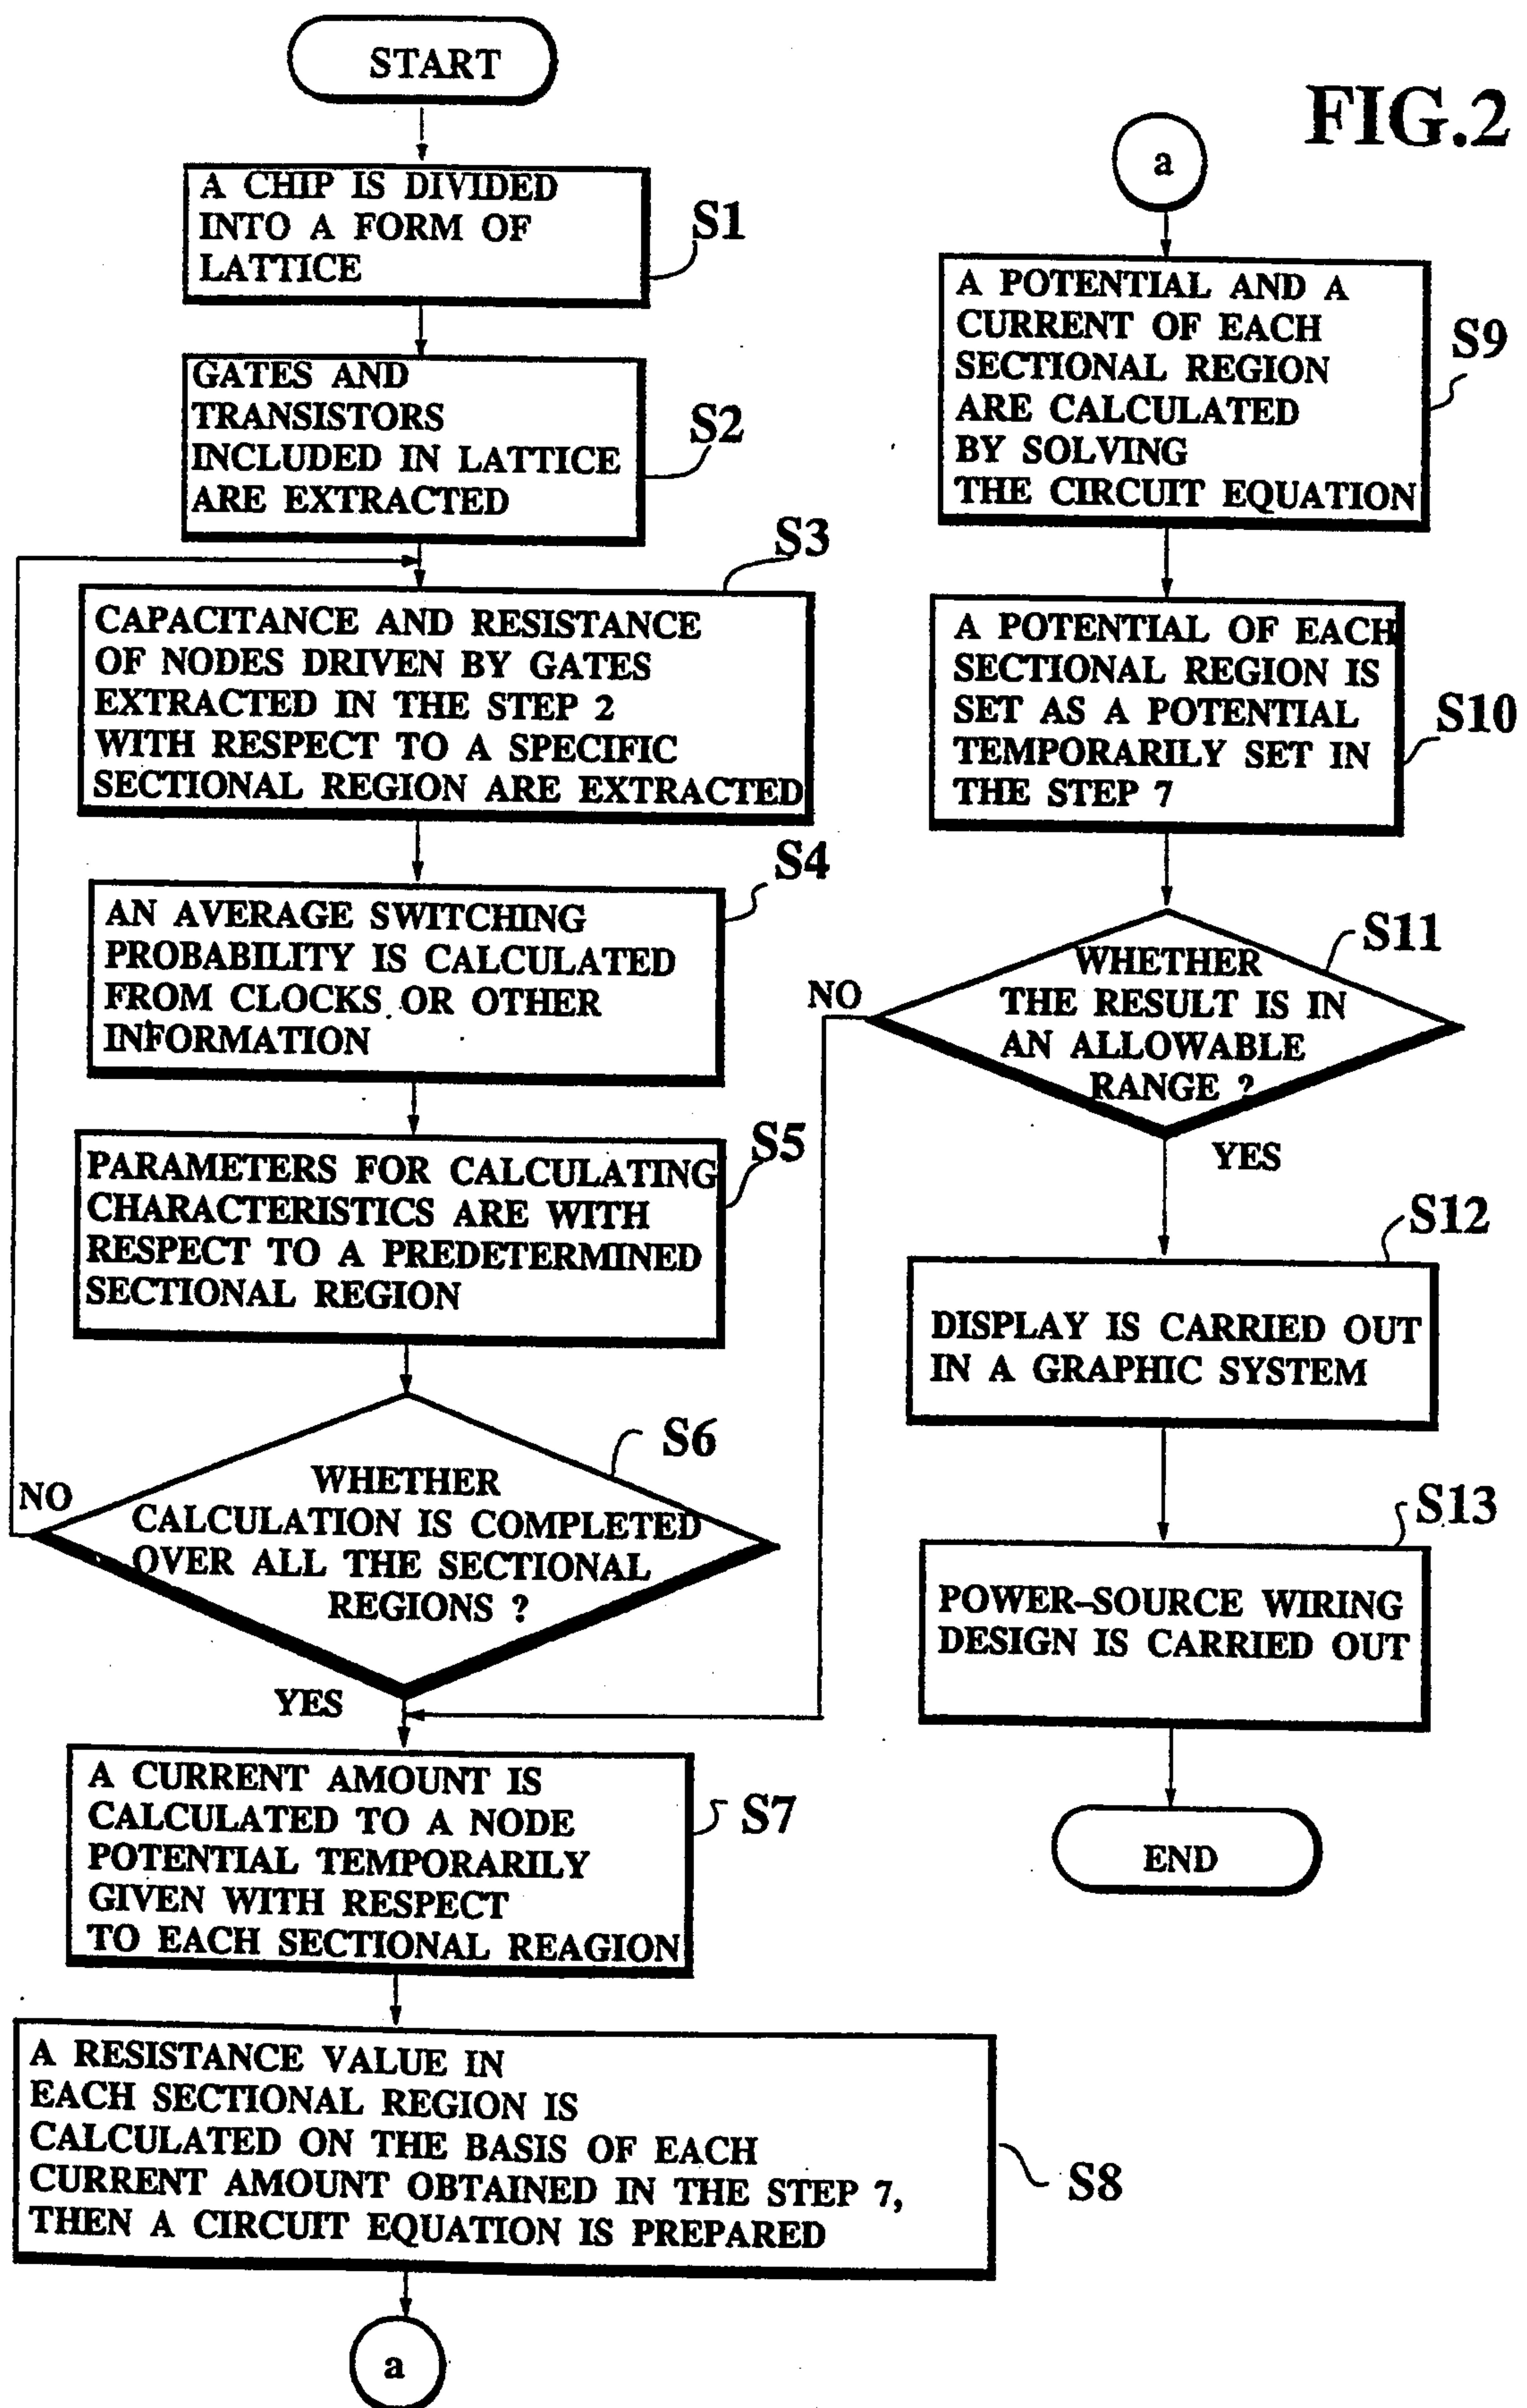 FIG.2
START
A CHIP IS DIVIDED
INTO A FORM OF
LATTICE
S1
GATES AND
TRANSISTORS
INCLUDED IN LATTICE
ARE EXTRACTED
S2
CAPACITANCE AND RESISTANCE
OF NODES DRIVEN BY GATES
EXTRACTED IN THE STEP 2
WITH RESPECT TO A SPECIFIC
SECTIONAL REGION ARE EXTRACTED
S3
AN AVERAGE SWITCHING
PROBABILITY IS CALCULATED
FROM CLOCKS OR OTHER
INFORMATION
S4
PARAMETERS FOR CALCULATING
CHARACTERISTICS ARE WITH
RESPECT TO A PREDETERMINED
SECTIONAL REGION
S5
WHETHER
CALCULATION IS COMPLETED
OVER ALL THE SECTIONAL
REGIONS ?
S6
NO
YES
A CURRENT AMOUNT IS
CALCULATED TO A NODE
POTENTIAL TEMPORARILY
GIVEN WITH RESPECT
TO EACH SECTIONAL REAGION
S7
A RESISTANCE VALUE IN
EACH SECTIONAL REGION IS
CALCULATED ON THE BASIS OF EACH
CURRENT AMOUNT OBTAINED IN THE STEP 7,
THEN A CIRCUIT EQUATION IS PREPARED
S8
a
a
A POTENTIAL AND A
CURRENT OF EACH
SECTIONAL REGION
ARE CALCULATED
BY SOLVING
THE CIRCUIT EQUATION
S9
A POTENTIAL OF EACH
SECTIONAL REGION IS
SET AS A POTENTIAL
TEMPORARILY SET IN
THE STEP 7
S10
WHETHER
THE RESULT IS IN
AN ALLOWABLE
RANGE ?
S11
NO
YES
DISPLAY IS CARRIED OUT
IN A GRAPHIC SYSTEM
S12
POWER-SOURCE WIRING
DESIGN IS CARRIED OUT
S13
END